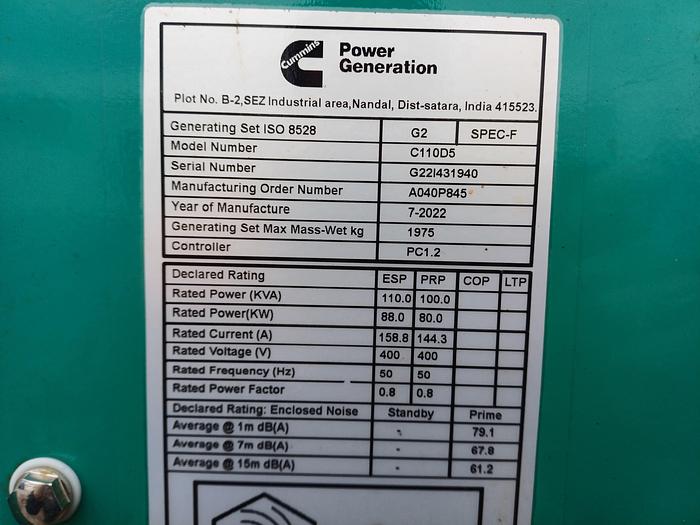 Cummins
Power
Generation
Plot No. B-2,SEZ Industrial area,Nandal, Dist-satara, India 415523.
Generating Set ISO 8528 G2 SPEC-F
Model Number C110D5
Serial Number G22I431940
Manufacturing Order Number A040P845
Year of Manufacture 7-2022
Generating Set Max Mass-Wet kg 1975
Controller PC1.2
Declared Rating ESP PRP COP LTP
Rated Power (KVA) 110.0 100.0
Rated Power(KW) 88.0 80.0
Rated Current (A) 158.8 144.3
Rated Voltage (V) 400 400
Rated Frequency (Hz) 50 50
Rated Power Factor 0.8 0.8
Declared Rating: Enclosed Noise Standby Prime
Average @ 1m dB(A) - 79.1
Average @ 7m dB(A) - 67.8
Average @ 15m dB(A) - 61.2